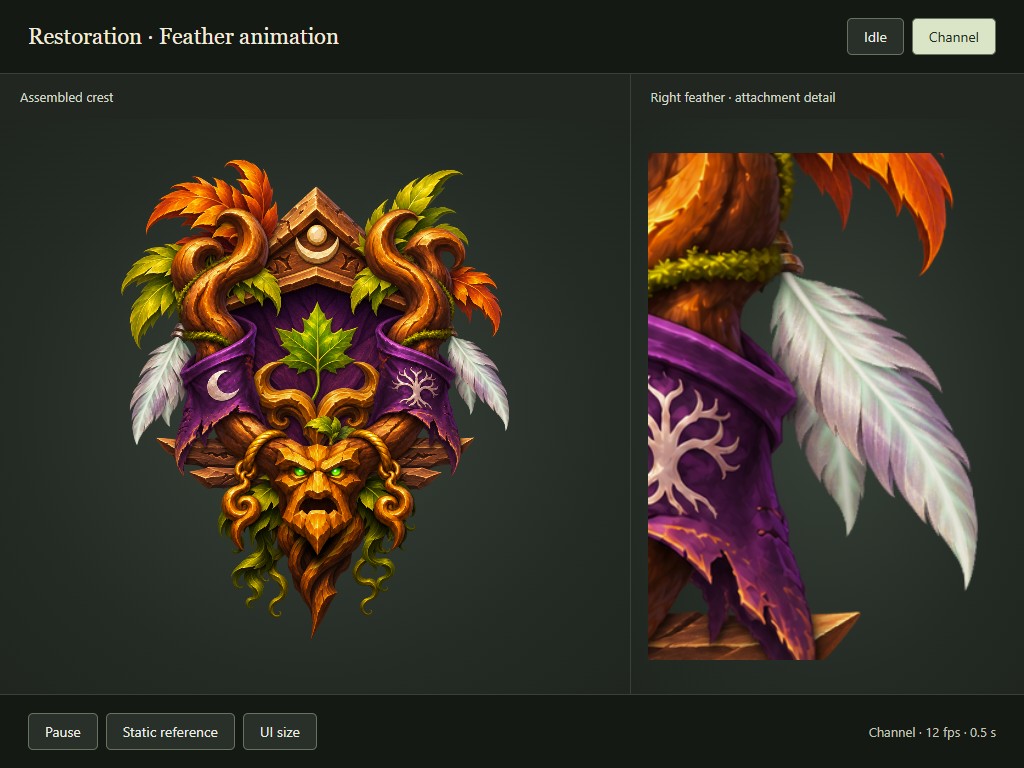 Restoration · Feather animation
Idle
Channel
Assembled crest
Right feather · attachment detail
Pause
Static reference
UI size
Channel · 12 fps · 0.5 s